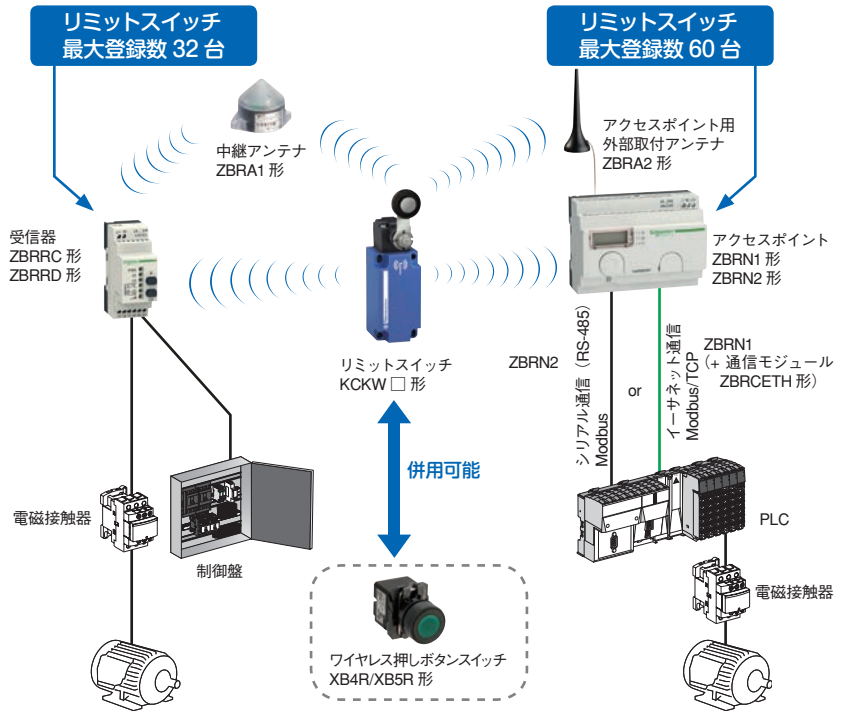 リミットスイッチ
最大登録数 32 台
リミットスイッチ
最大登録数 60 台
中継アンテナ
ZBRA1 形
アクセスポイント用
外部取付アンテナ
ZBRA2 形
受信器
ZBRRC 形
ZBRRD 形
アクセスポイント
ZBRN1 形
ZBRN2 形
リミットスイッチ
KCKW □ 形
ZBRN2
シリアル通信（RS-485）
Modbus
or
イーサネット通信
Modbus/TCP
ZBRN1
（+ 通信モジュール
ZBRCETH 形）
併用可能
電磁接触器
制御盤
PLC
電磁接触器
ワイヤレス押しボタンスイッチ
XB4R/XB5R 形